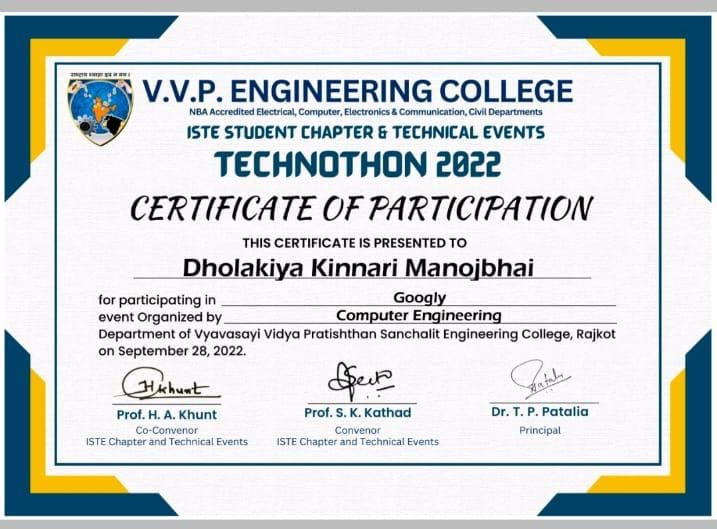 राष्ट्राय स्वाहा इदं न मम।
V.V.P. ENGINEERING COLLEGE
NBA Accredited Electrical, Computer, Electronics & Communication, Civil Departments
ISTE STUDENT CHAPTER & TECHNICAL EVENTS
TECHNOTHON 2022
CERTIFICATE OF PARTICIPATION
THIS CERTIFICATE IS PRESENTED TO
Dholakiya Kinnari Manojbhai
for participating in Googly
event Organized by Computer Engineering
Department of Vyavasayi Vidya Pratishthan Sanchalit Engineering College, Rajkot
on September 28, 2022.
Hkhunt
Prof. H. A. Khunt Prof. S. K. Kathad Dr. T. P. Patalia
Co-Convenor Convenor Principal
ISTE Chapter and Technical Events ISTE Chapter and Technical Events